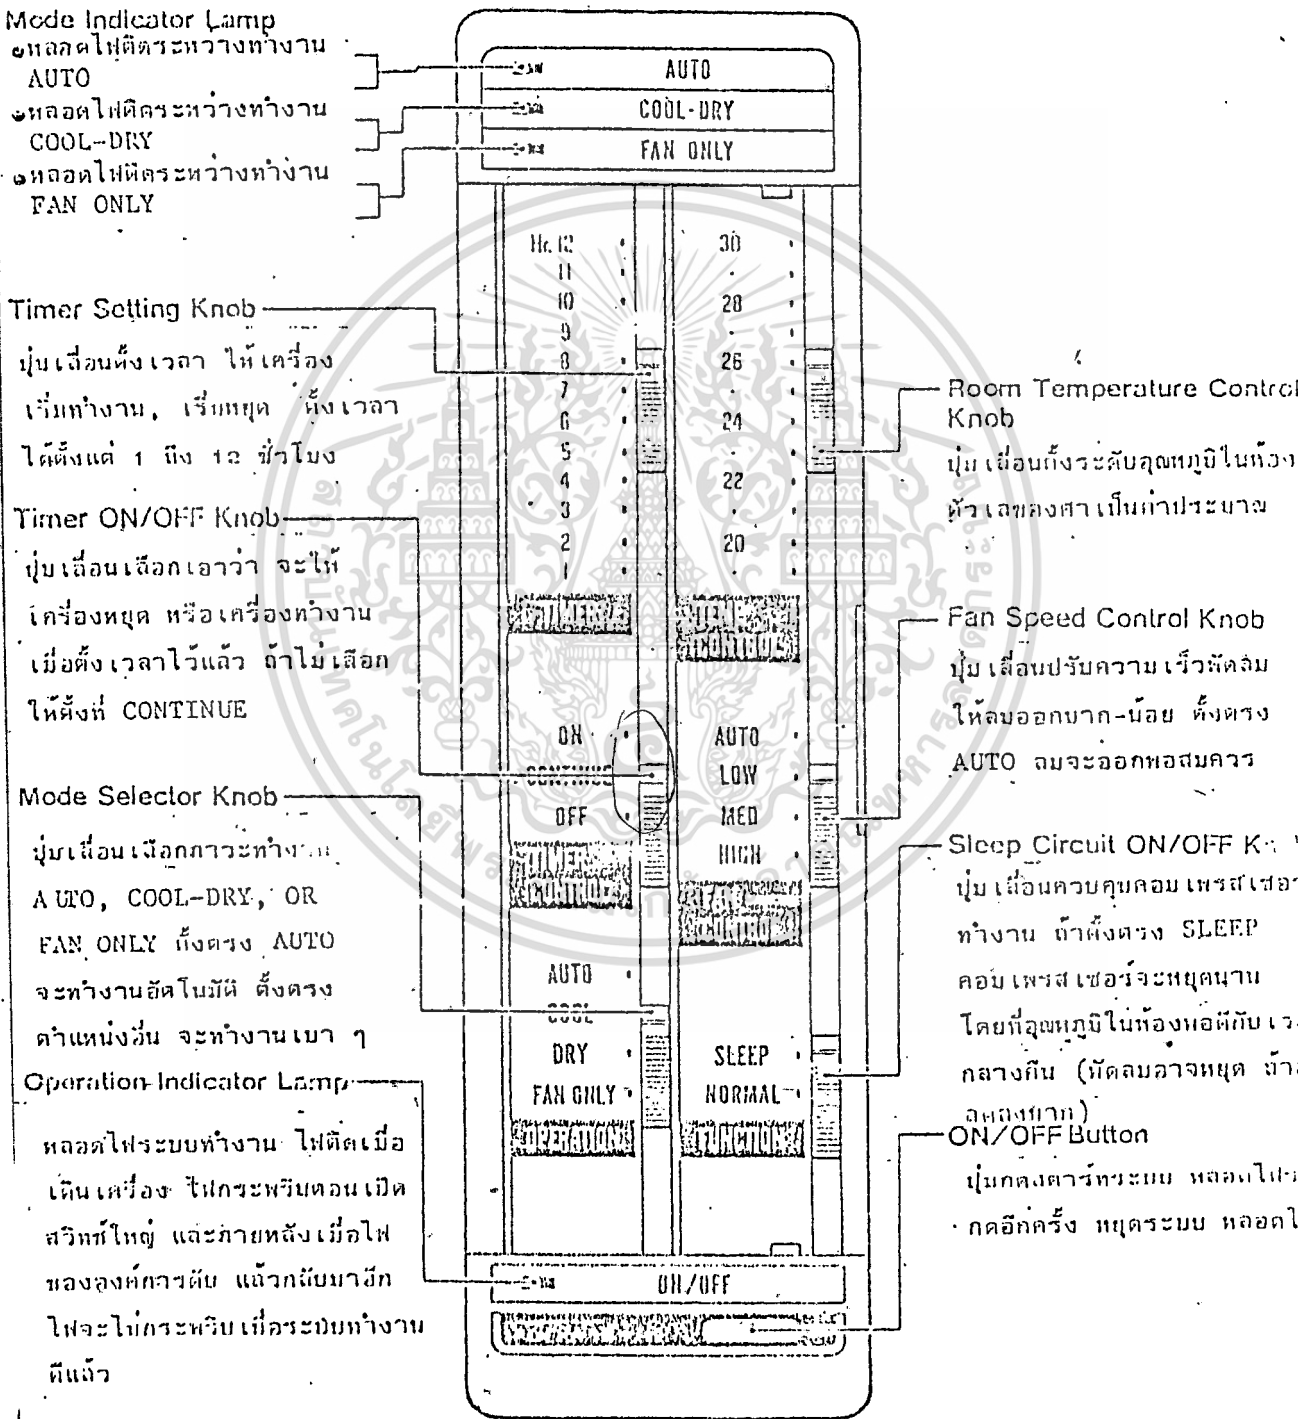 Mode Indicator Lamp
๑หลอดไฟติดระหว่างทำงาน
AUTO
๑หลอดไฟติดระหว่างทำงาน
COOL-DRY
๑หลอดไฟติดระหว่างทำงาน
FAN ONLY
Timer Setting Knob
ปุ่มเลื่อนตั้งเวลา ให้เครื่อง
เริ่มทำงาน, เริ่มหยุด ตั้งเวลา
ได้ตั้งแต่ 1 ถึง 12 ชั่วโมง
Timer ON/OFF Knob
ปุ่มเลื่อนเลือกเอาว่า จะให้
เครื่องหยุด หรือเครื่องทำงาน
เมื่อตั้งเวลาไว้แล้ว ถ้าไม่เลือก
ให้ตั้งที่ CONTINUE
Mode Selector Knob
ปุ่มเลื่อนเลือกภาวะทำงาน
AUTO, COOL-DRY, OR
FAN ONLY ตั้งตรง AUTO
จะทำงานอัตโนมัติ ตั้งตรง
ตำแหน่งอื่น จะทำงานเบา ๆ
Operation Indicator Lamp
หลอดไฟระบบทำงาน ไฟติดเมื่อ
เดินเครื่อง ไฟกระพริบตอนเปิด
สวิทช์ใหญ่ และภายหลังเมื่อไฟ
ขององค์การดับ แล้วกลับมาอีก
ไฟจะไม่กระพริบเมื่อระบบทำงาน
ดีแล้ว
AUTO
COOL-DRY
FAN ONLY
Hr. 12
11
10
9
8
7
6
5
4
3
2
1
TIMER
ON
CONTINUE
OFF
TIMER
CONTROL
AUTO
COOL
DRY
FAN ONLY
OPERATION
30
28
26
24
22
20
TEMP.
CONTROL
AUTO
LOW
MED
HIGH
FAN
CONTROL
SLEEP
NORMAL
FUNCTION
ON/OFF
Room Temperature Control
Knob
ปุ่มเลื่อนตั้งระดับอุณหภูมิในห้อง
ตัวเลของศาเป็นค่าประมาณ
Fan Speed Control Knob
ปุ่มเลื่อนปรับความเร็วพัดลม
ให้ลมออกมาก-น้อย ตั้งตรง
AUTO ลมจะออกพอสมควร
Sleep Circuit ON/OFF
ปุ่มเลื่อนควบคุมคอมเพรสเซอ
ทำงาน ถ้าตั้งตรง SLEEP
คอมเพรสเซอร์จะหยุดนาน
โดยที่อุณหภูมิในห้องพอดีกับ
กลางคืน (พัดลมอาจหยุด
ลดลงมาก)
ON/OFF Button
ปุ่มกดสตาร์ทระบบ
กดอีกครั้ง หยุดระบบ